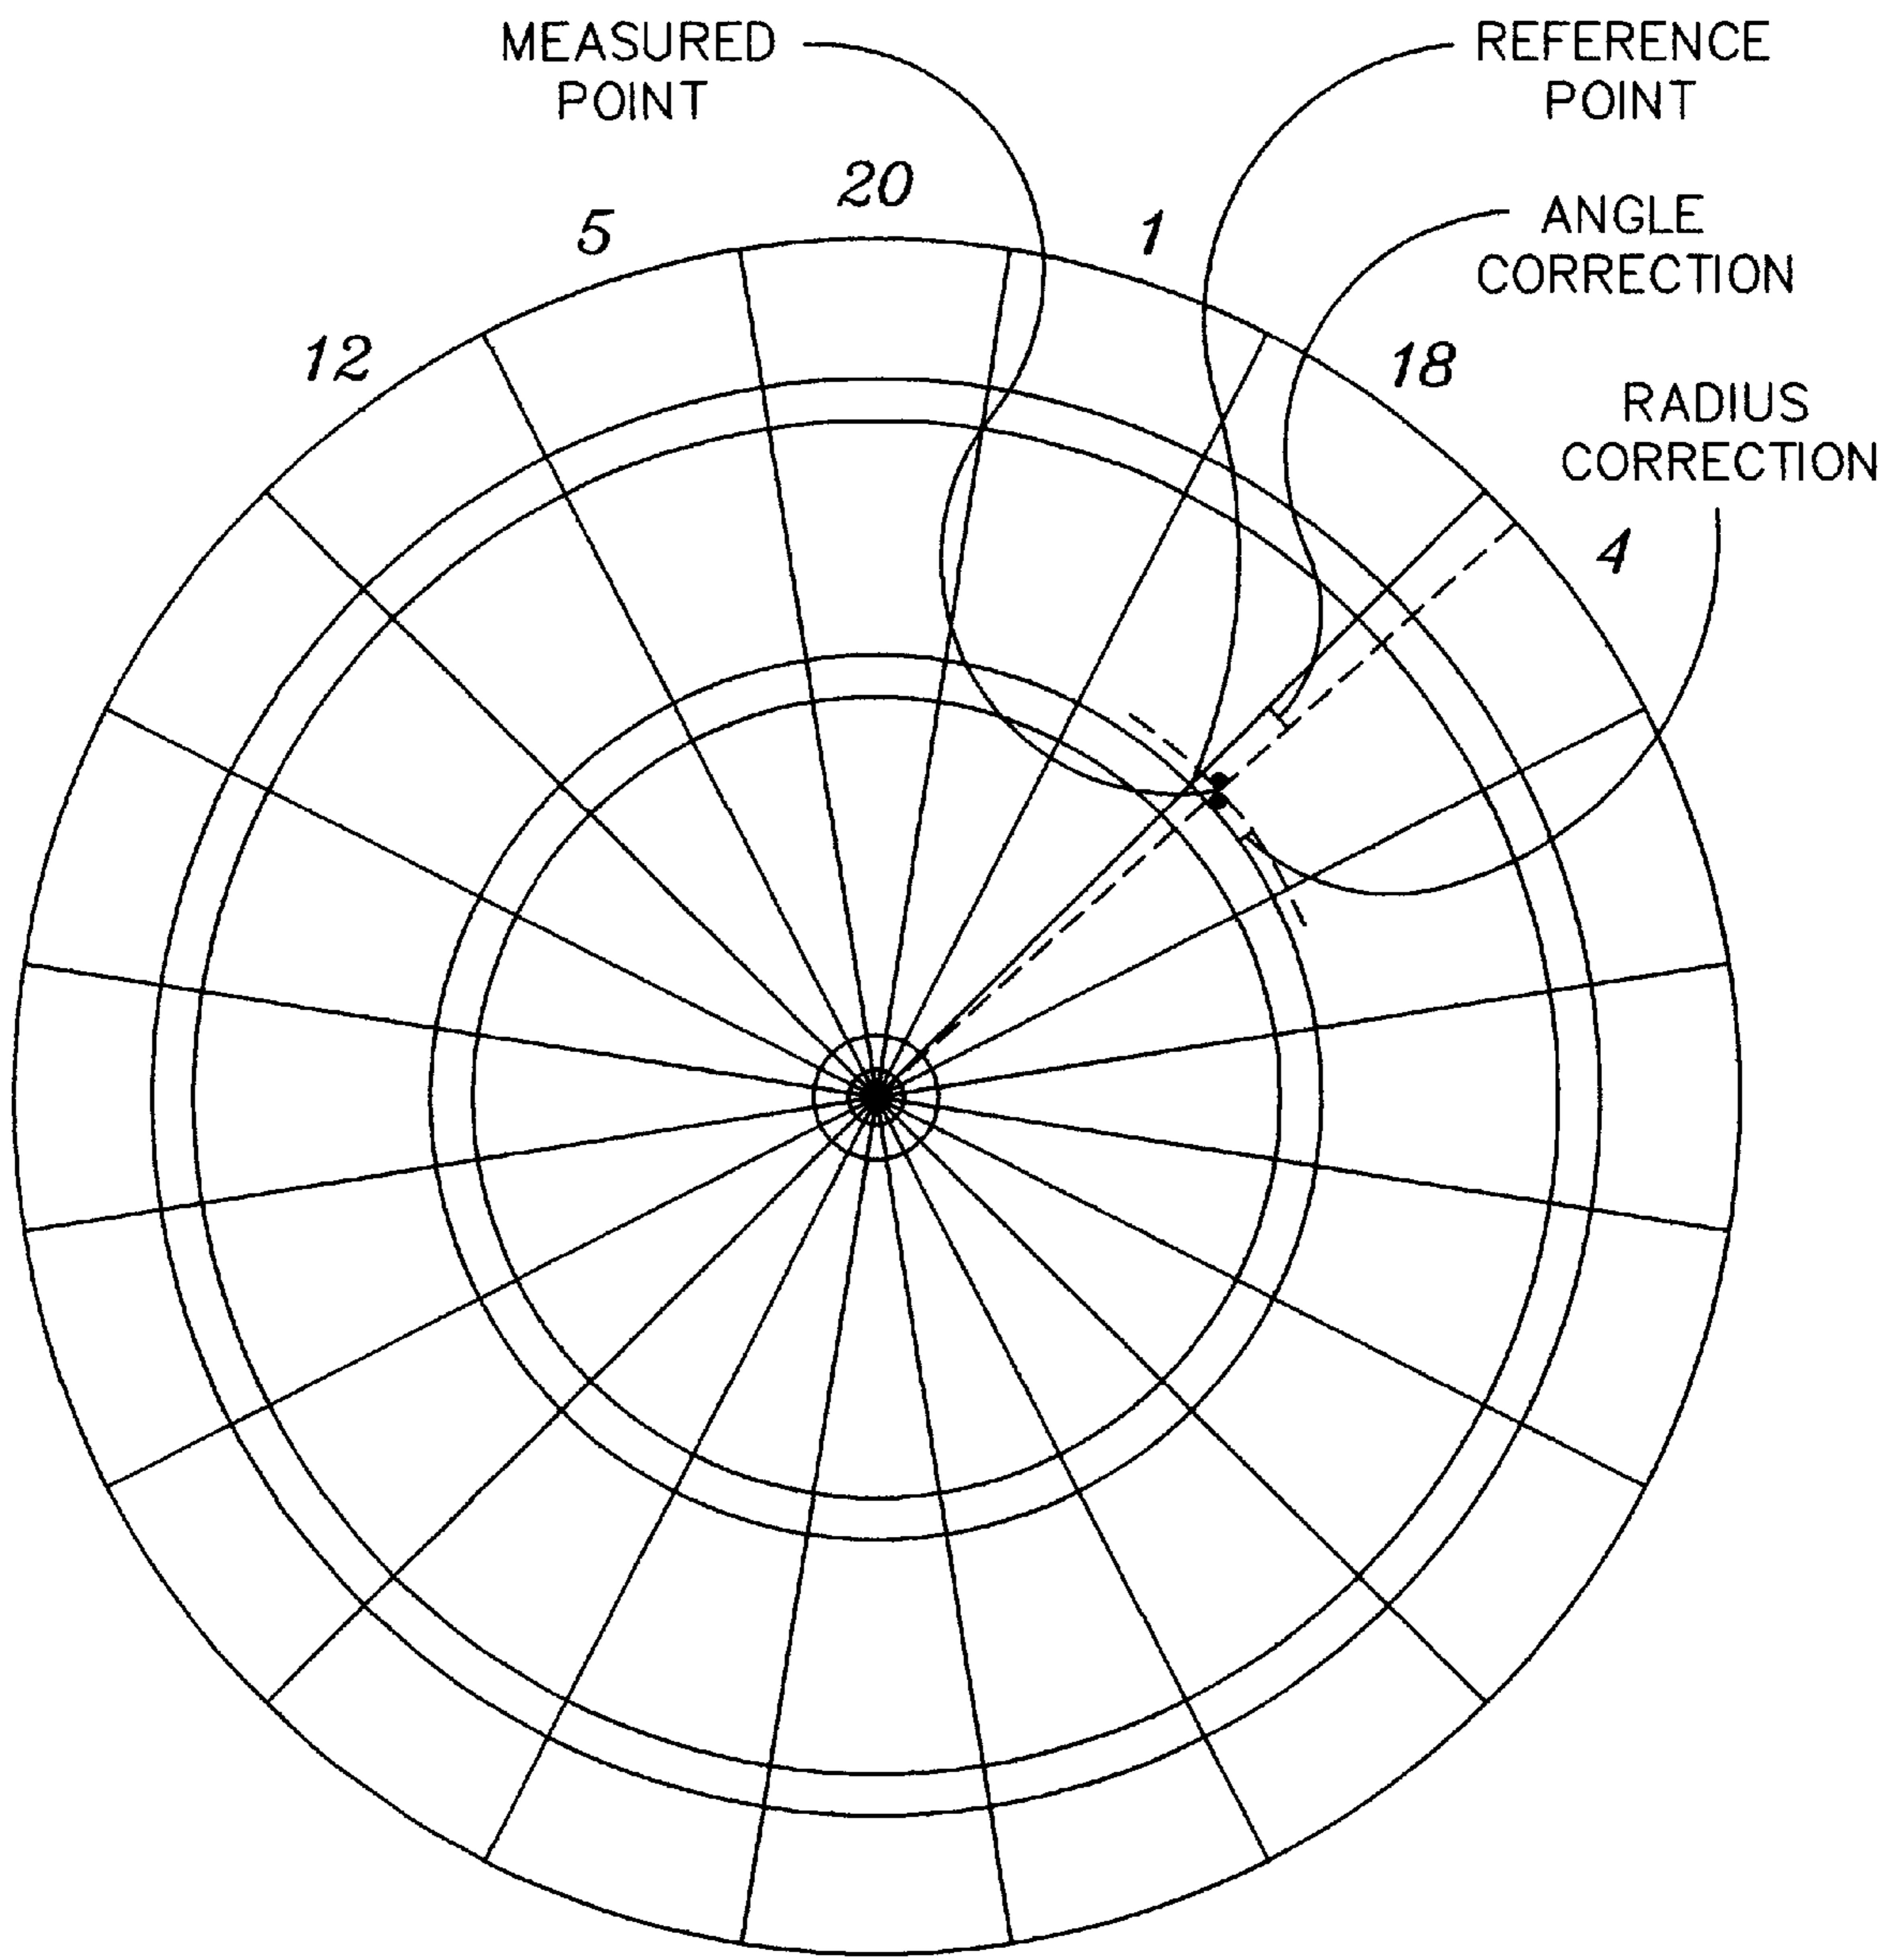 MEASURED
POINT
REFERENCE
POINT
20
5
1
ANGLE
CORRECTION
12
18
RADIUS
CORRECTION
4